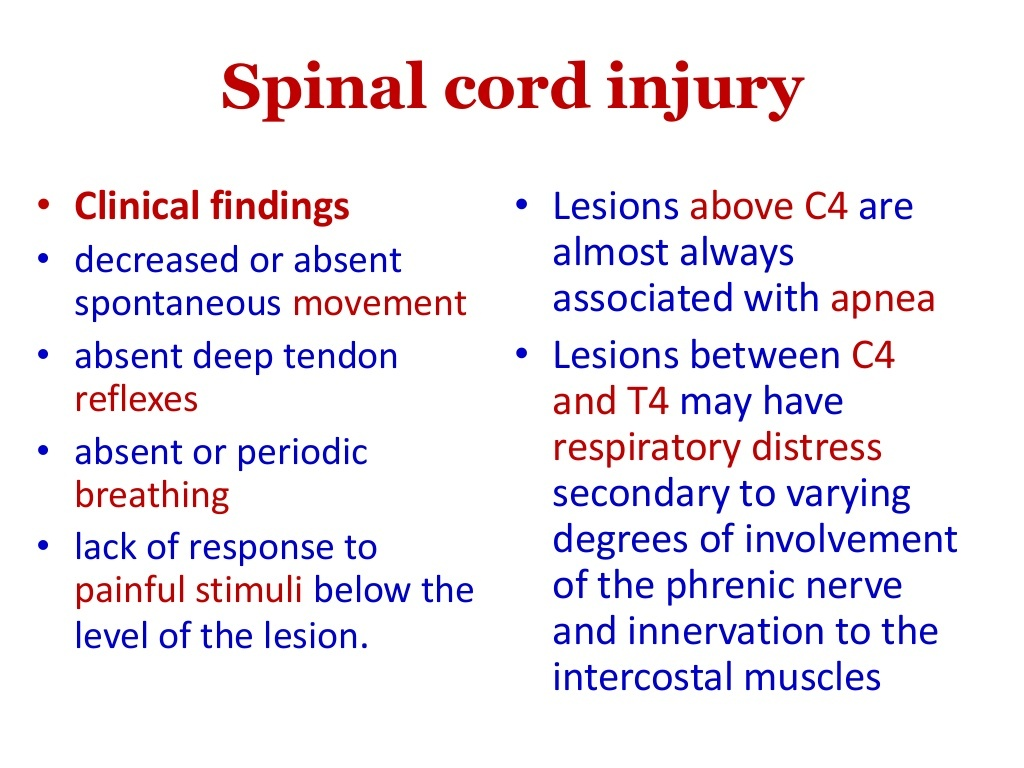 Spinal cord injury
• Clinical findings
• decreased or absent
spontaneous movement
• absent deep tendon
reflexes
• absent or periodic
breathing
• lack of response to
painful stimuli below the
level of the lesion.
• Lesions above C4 are
almost always
associated with apnea
• Lesions between C4
and T4 may have
respiratory distress
secondary to varying
degrees of involvement
of the phrenic nerve
and innervation to the
intercostal muscles